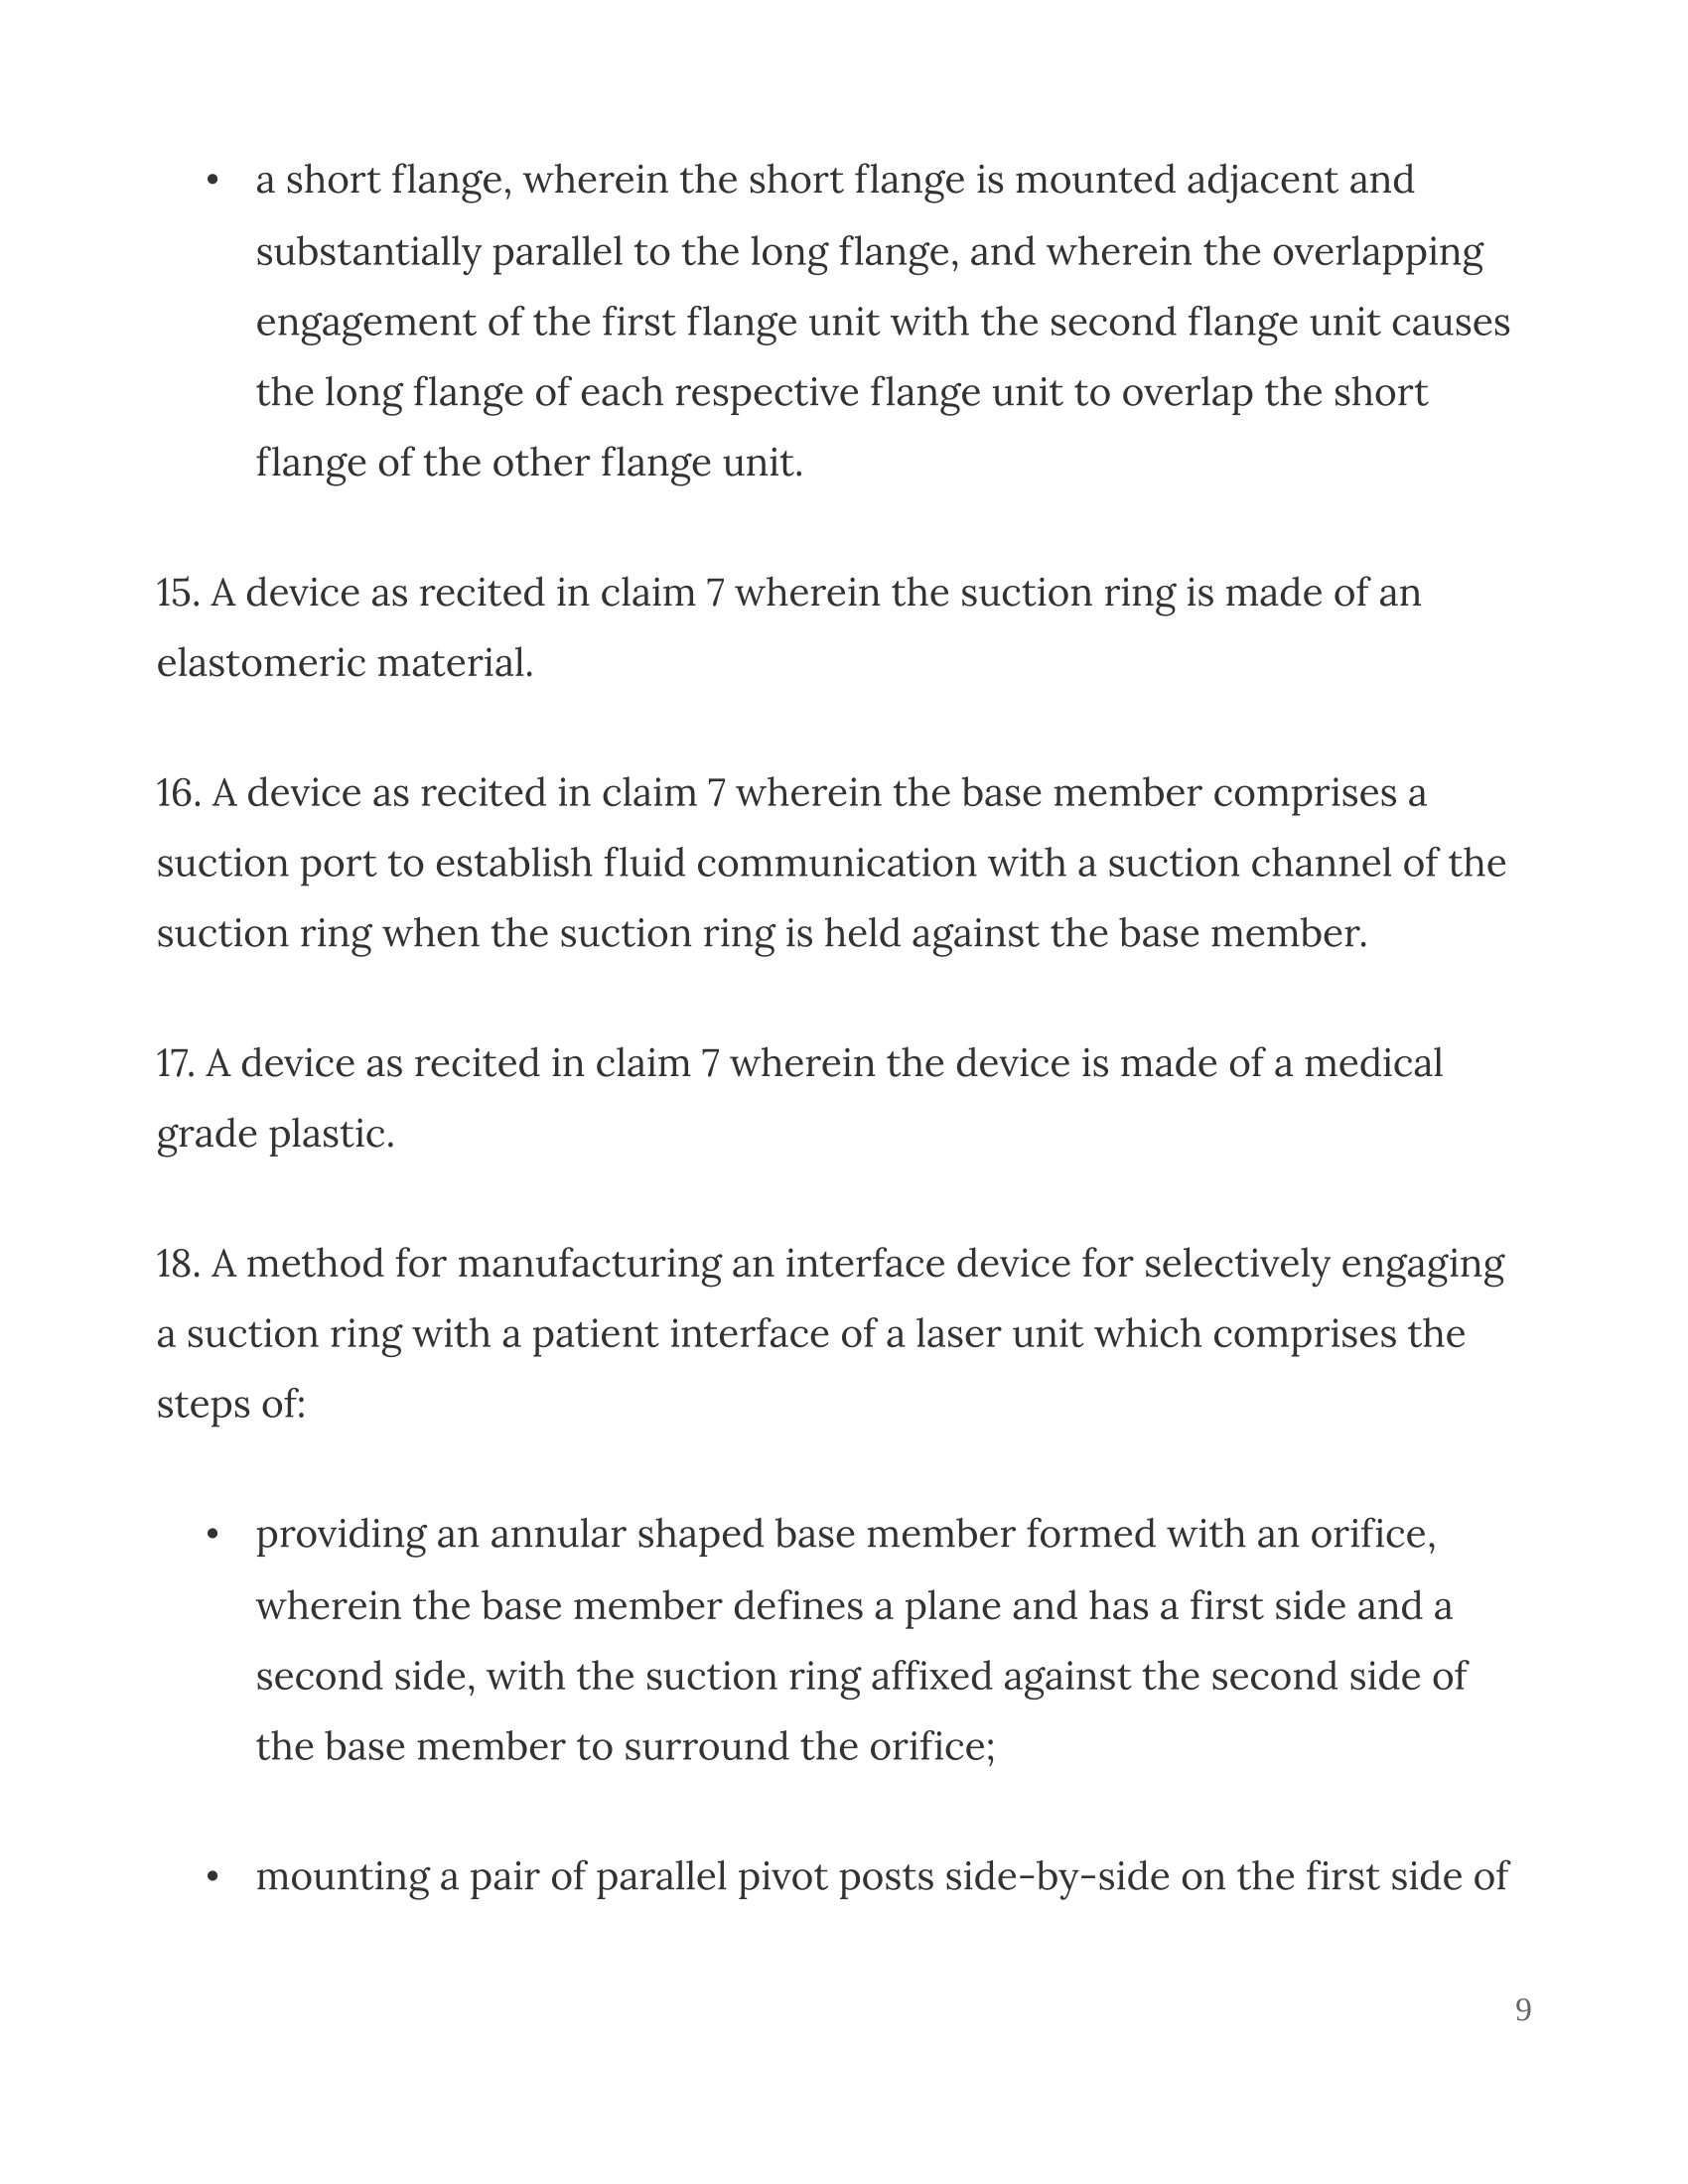 • a short flange, wherein the short flange is mounted adjacent and
substantially parallel to the long flange, and wherein the overlapping
engagement of the first flange unit with the second flange unit causes
the long flange of each respective flange unit to overlap the short
flange of the other flange unit.
15. A device as recited in claim 7 wherein the suction ring is made of an
elastomeric material.
16. A device as recited in claim 7 wherein the base member comprises a
suction port to establish fluid communication with a suction channel of the
suction ring when the suction ring is held against the base member.
17. A device as recited in claim 7 wherein the device is made of a medical
grade plastic.
18. A method for manufacturing an interface device for selectively engaging
a suction ring with a patient interface of a laser unit which comprises the
steps of:
• providing an annular shaped base member formed with an orifice,
wherein the base member defines a plane and has a first side and a
second side, with the suction ring affixed against the second side of
the base member to surround the orifice;
• mounting a pair of parallel pivot posts side-by-side on the first side of
9